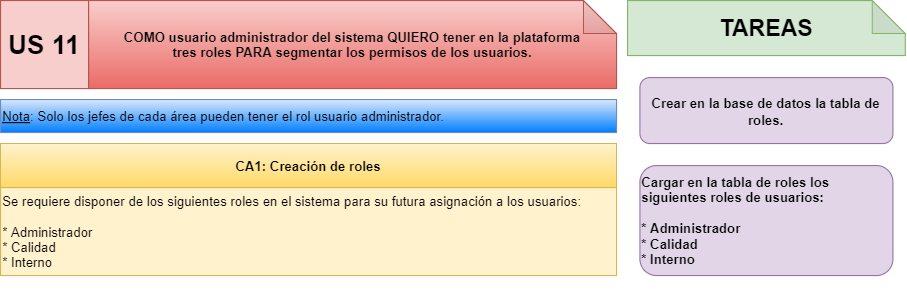 US 11
COMO usuario administrador del sistema QUIERO tener en la plataforma
tres roles PARA segmentar los permisos de los usuarios.
Nota: Solo los jefes de cada área pueden tener el rol usuario administrador.
CA1: Creación de roles
Se requiere disponer de los siguientes roles en el sistema para su futura asignación a los usuarios:
* Administrador
* Calidad
* Interno
TAREAS
Crear en la base de datos la tabla de
roles.
Cargar en la tabla de roles los
siguientes roles de usuarios:
* Administrador
* Calidad
* Interno